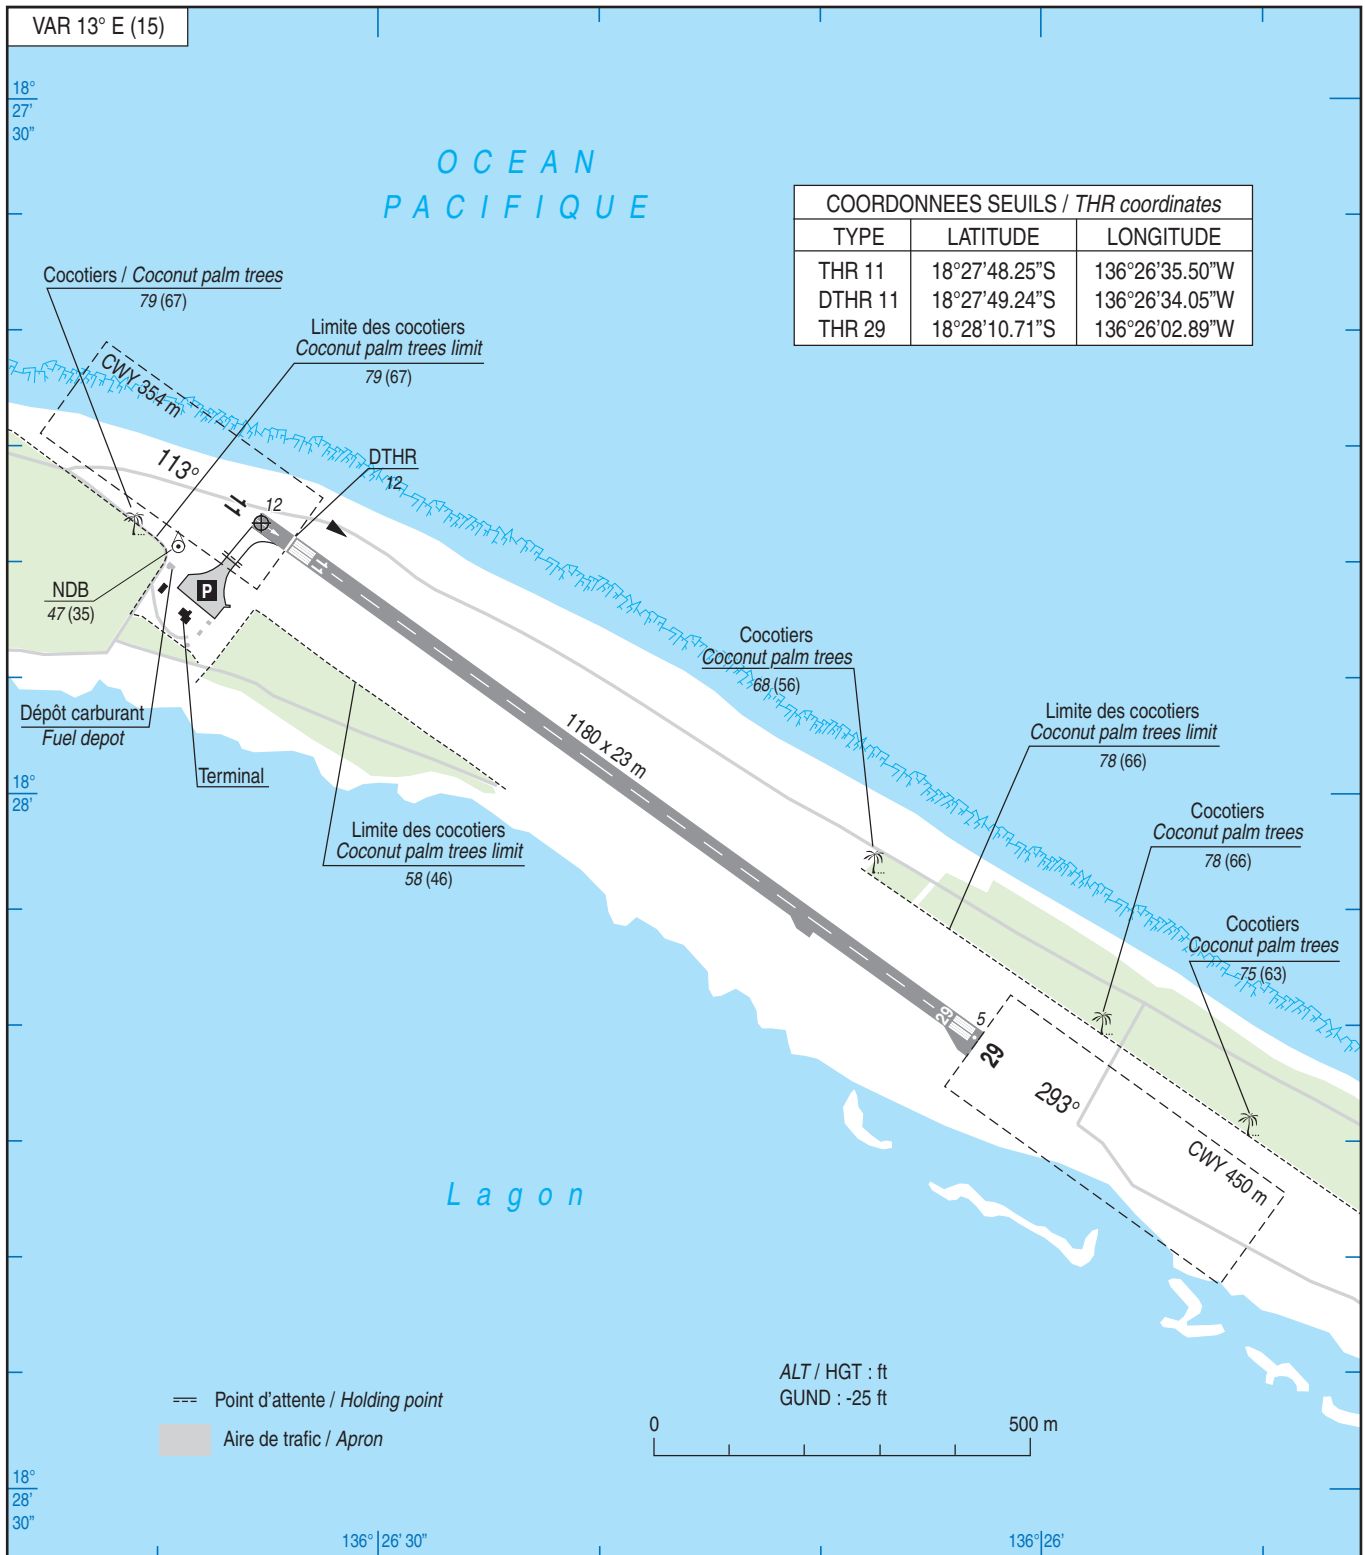 VAR 13° E (15)
18°
27’
30”
OCEAN
PACIFIQUE
COORDONNEES SEUILS / THR coordinates
TYPE LATITUDE LONGITUDE
THR 11 18°27’48.25”S 136°26’35.50”W
DTHR 11 18°27’49.24”S 136°26’34.05”W
THR 29 18°28’10.71”S 136°26’02.89”W
Cocotiers / Coconut palm trees
79 (67)
Limite des cocotiers
Coconut palm trees limit
79 (67)
CWY 354 m
113°
DTHR
12
11
12
11
NDB
47 (35)
P
Dépôt carburant
Fuel depot
Terminal
1180 x 23 m
Cocotiers
Coconut palm trees
68 (56)
Limite des cocotiers
Coconut palm trees limit
78 (66)
18°
28’
Limite des cocotiers
Coconut palm trees limit
58 (46)
Cocotiers
Coconut palm trees
78 (66)
Cocotiers
Coconut palm trees
75 (63)
29
5
29
293°
CWY 450 m
Lagon
ALT / HGT : ft
GUND : -25 ft
Point d’attente / Holding point
Aire de trafic / Apron
0 500 m
18°
28’
30”
136° 26’ 30”
136° 26’